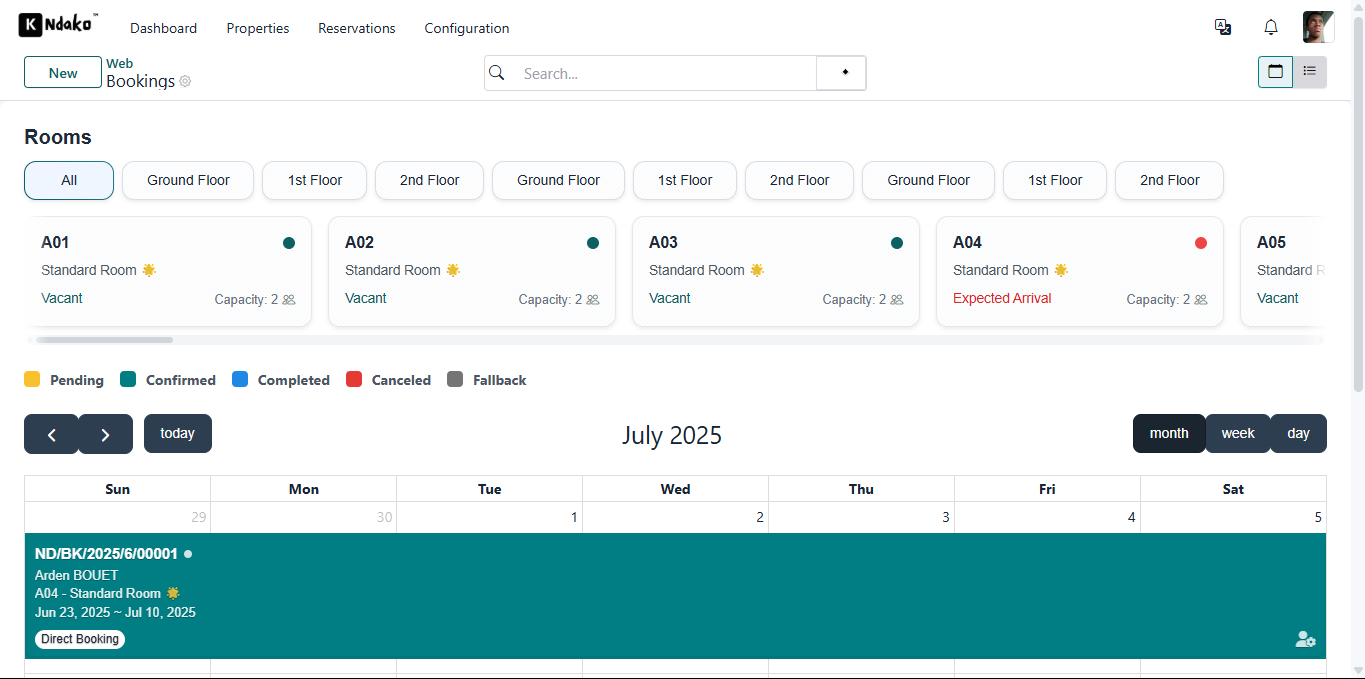 K Ndako™ Dashboard Properties Reservations Configuration
New
Web
Bookings
Search...
Rooms
All Ground Floor 1st Floor 2nd Floor Ground Floor 1st Floor 2nd Floor Ground Floor 1st Floor 2nd Floor
A01
Standard Room
Vacant Capacity: 2
A02
Standard Room
Vacant Capacity: 2
A03
Standard Room
Vacant Capacity: 2
A04
Standard Room
Expected Arrival Capacity: 2
A05
Standard R
Vacant
Pending Confirmed Completed Canceled Fallback
today July 2025 month week day
Sun Mon Tue Wed Thu Fri Sat
29 30 1 2 3 4 5
ND/BK/2025/6/00001
Arden BOUET
A04 - Standard Room
Jun 23, 2025 ~ Jul 10, 2025
Direct Booking